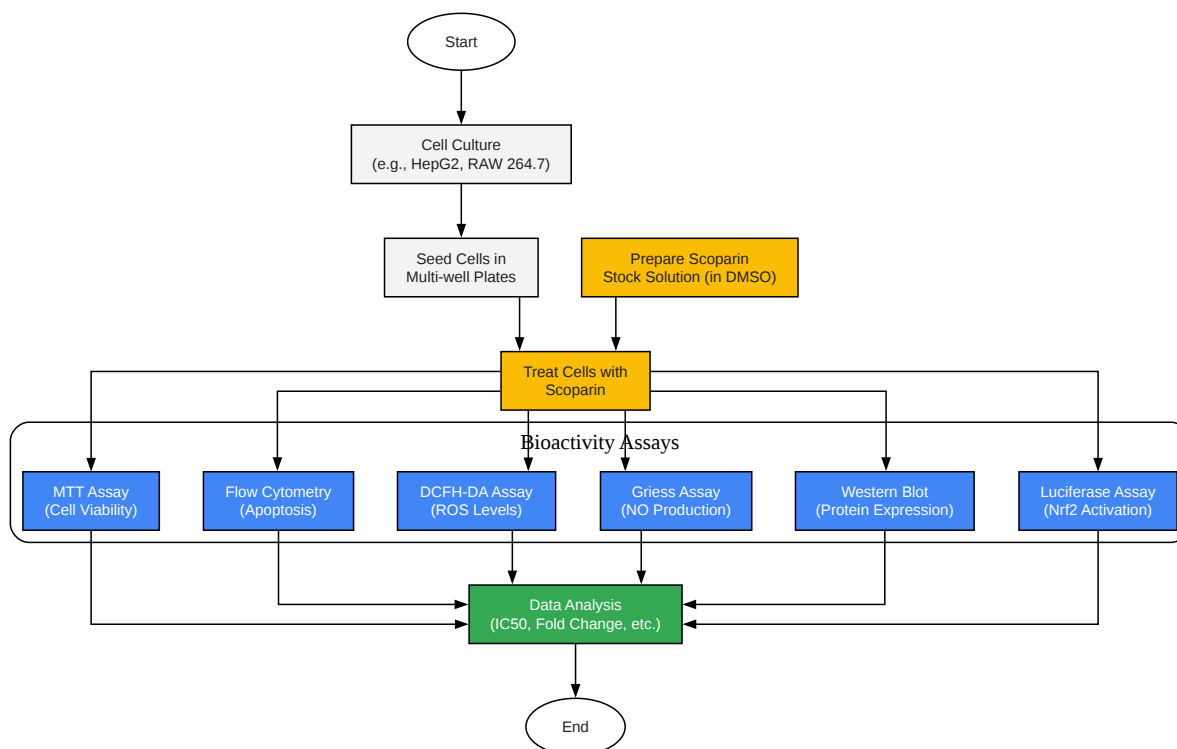 Start
Cell Culture
(e.g., HepG2, RAW 264.7)
Seed Cells in
Multi-well Plates
Prepare Scoparin
Stock Solution (in DMSO)
Treat Cells with
Scoparin
Bioactivity Assays
MTT Assay
(Cell Viability)
Flow Cytometry
(Apoptosis)
DCFH-DA Assay
(ROS Levels)
Griess Assay
(NO Production)
Western Blot
(Protein Expression)
Luciferase Assay
(Nrf2 Activation)
Data Analysis
(IC50, Fold Change, etc.)
End